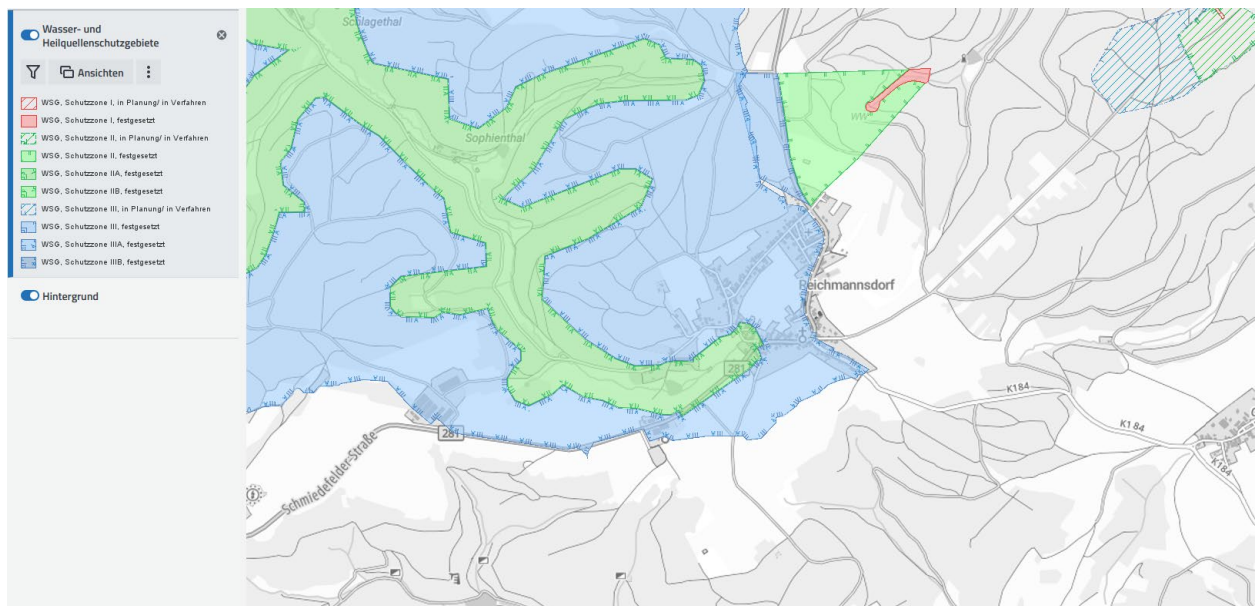 Wasser- und
Heilquellenschutzgebiete
Ansichten
WSG, Schutzzone I, in Planung/ in Verfahren
WSG, Schutzzone I, festgesetzt
WSG, Schutzzone II, in Planung/ in Verfahren
WSG, Schutzzone II, festgesetzt
WSG, Schutzzone IIA, festgesetzt
WSG, Schutzzone IIB, festgesetzt
WSG, Schutzzone III, in Planung/ in Verfahren
WSG, Schutzzone III, festgesetzt
WSG, Schutzzone IIIA, festgesetzt
WSG, Schutzzone IIIB, festgesetzt
Hintergrund
Schlagethal
Sophienthal
WW
Reichmannsdorf
281
281
Schmiedefelder-Straße
K184
K184
K184